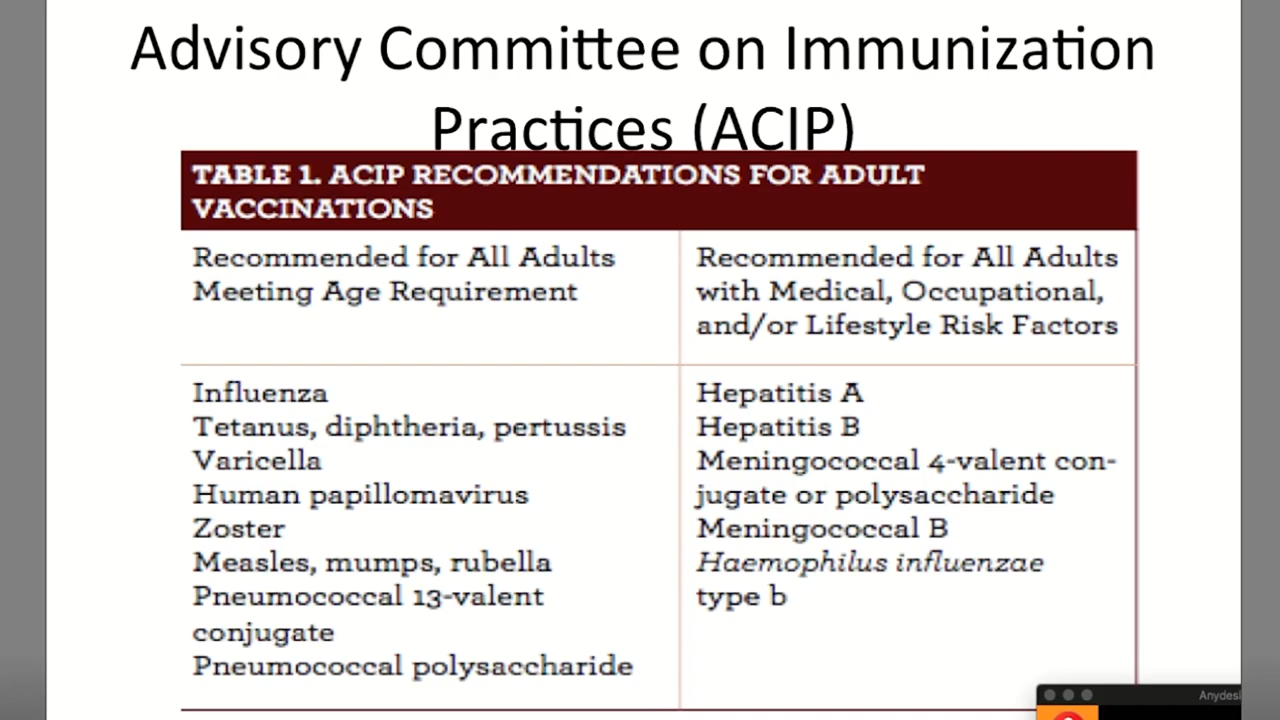 Advisory Committee on Immunization
Practices (ACIP)
TABLE 1. ACIP RECOMMENDATIONS FOR ADULT
VACCINATIONS
Recommended for All Adults
Meeting Age Requirement
Recommended for All Adults
with Medical, Occupational,
and/or Lifestyle Risk Factors
Influenza
Tetanus, diphtheria, pertussis
Varicella
Human papillomavirus
Zoster
Measles, mumps, rubella
Pneumococcal 13-valent
conjugate
Pneumococcal polysaccharide
Hepatitis A
Hepatitis B
Meningococcal 4-valent con-
jugate or polysaccharide
Meningococcal B
Haemophilus influenzae
type b